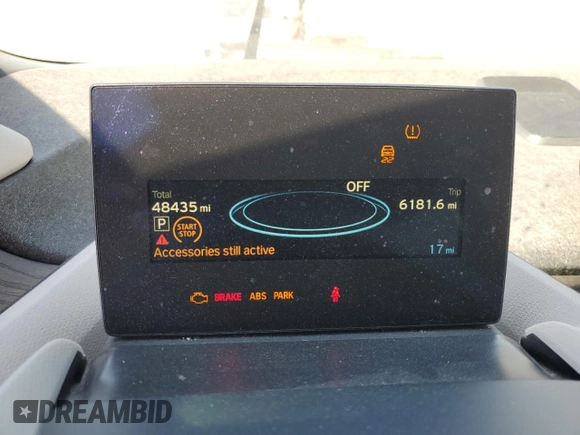 OFF
Total
Trip
48435 mi
6181.6 mi
P
START
STOP
Accessories still active
17 mi
BRAKE ABS PARK
DREAMBID